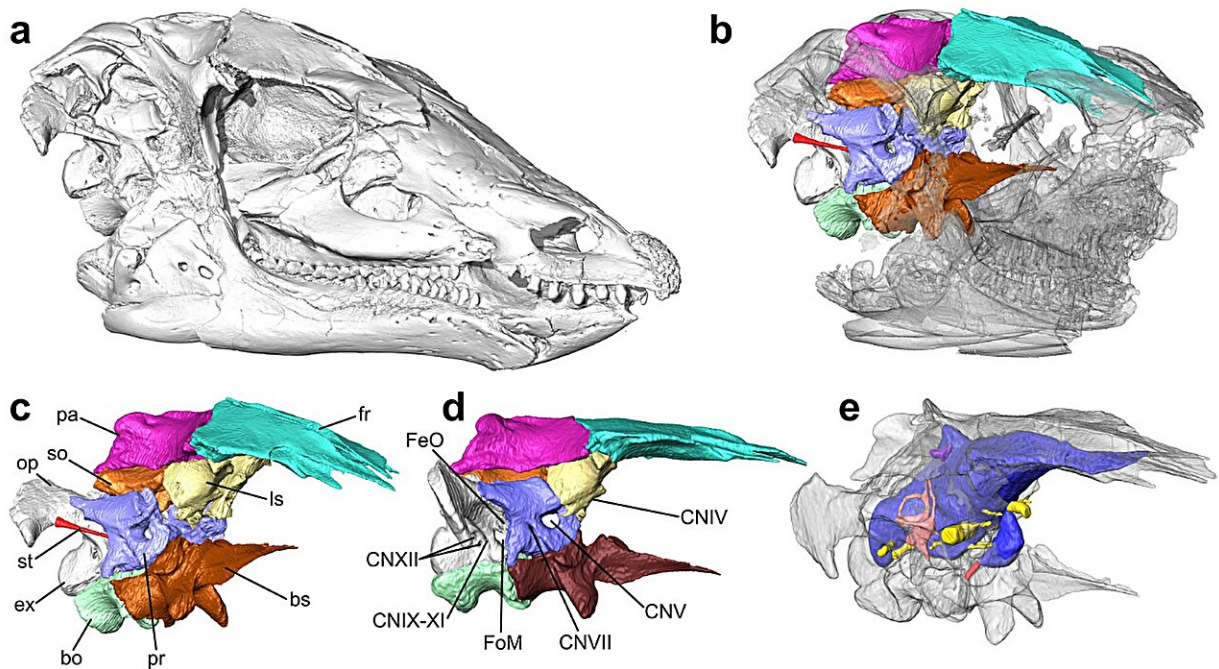 a
b
c
pa
fr
so
op
ls
st
ex
bs
bo
pr
d
FeO
CNIV
CNXII
CNIX-XI
CNV
FoM
CNVII
e